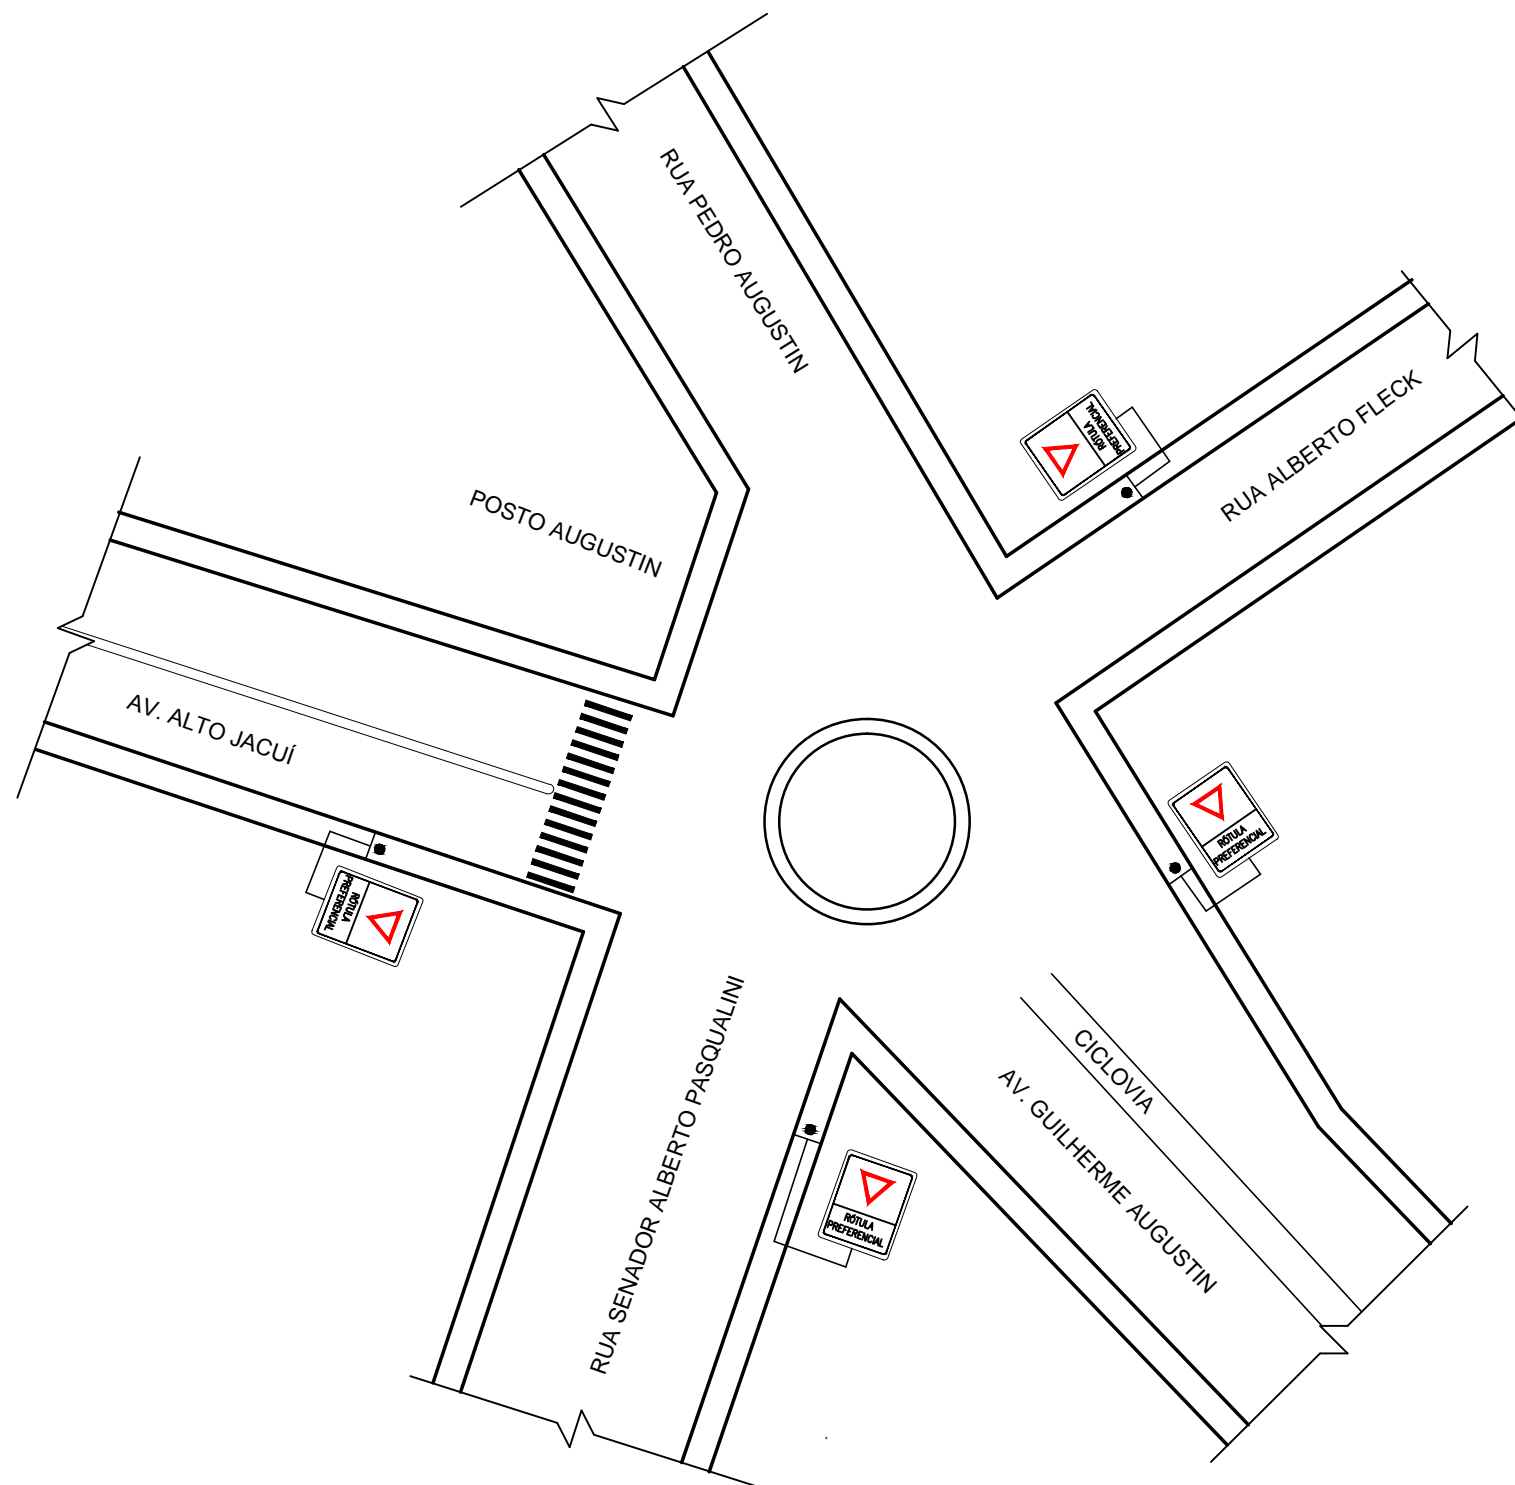 RUA PEDRO AUGUSTIN
RÓTULA
PREFERENCIAL
RUA ALBERTO FLECK
POSTO AUGUSTIN
AV. ALTO JACUÍ
RÓTULA
PREFERENCIAL
RÓTULA
PREFERENCIAL
RUA SENADOR ALBERTO PASQUALINI
CICLOVIA
AV. GUILHERME AUGUSTIN
RÓTULA
PREFERENCIAL